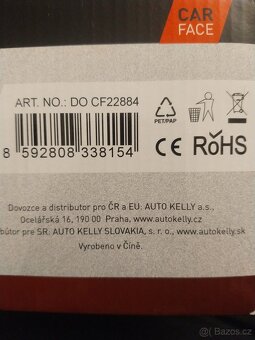 CAR
FACE
ART. NO.: DO CF22884
PET/PAP
CE RoHS
8 592808 338154
Dovozce a distributor pro ČR a EU: AUTO KELLY a.s.,
Ocelářská 16, 190 00 Praha, www.autokelly.cz
ibútor pre SR: AUTO KELLY SLOVAKIA, s. r. o., www.autokelly.sk
Vyrobeno v Číně.
Bazoš.cz